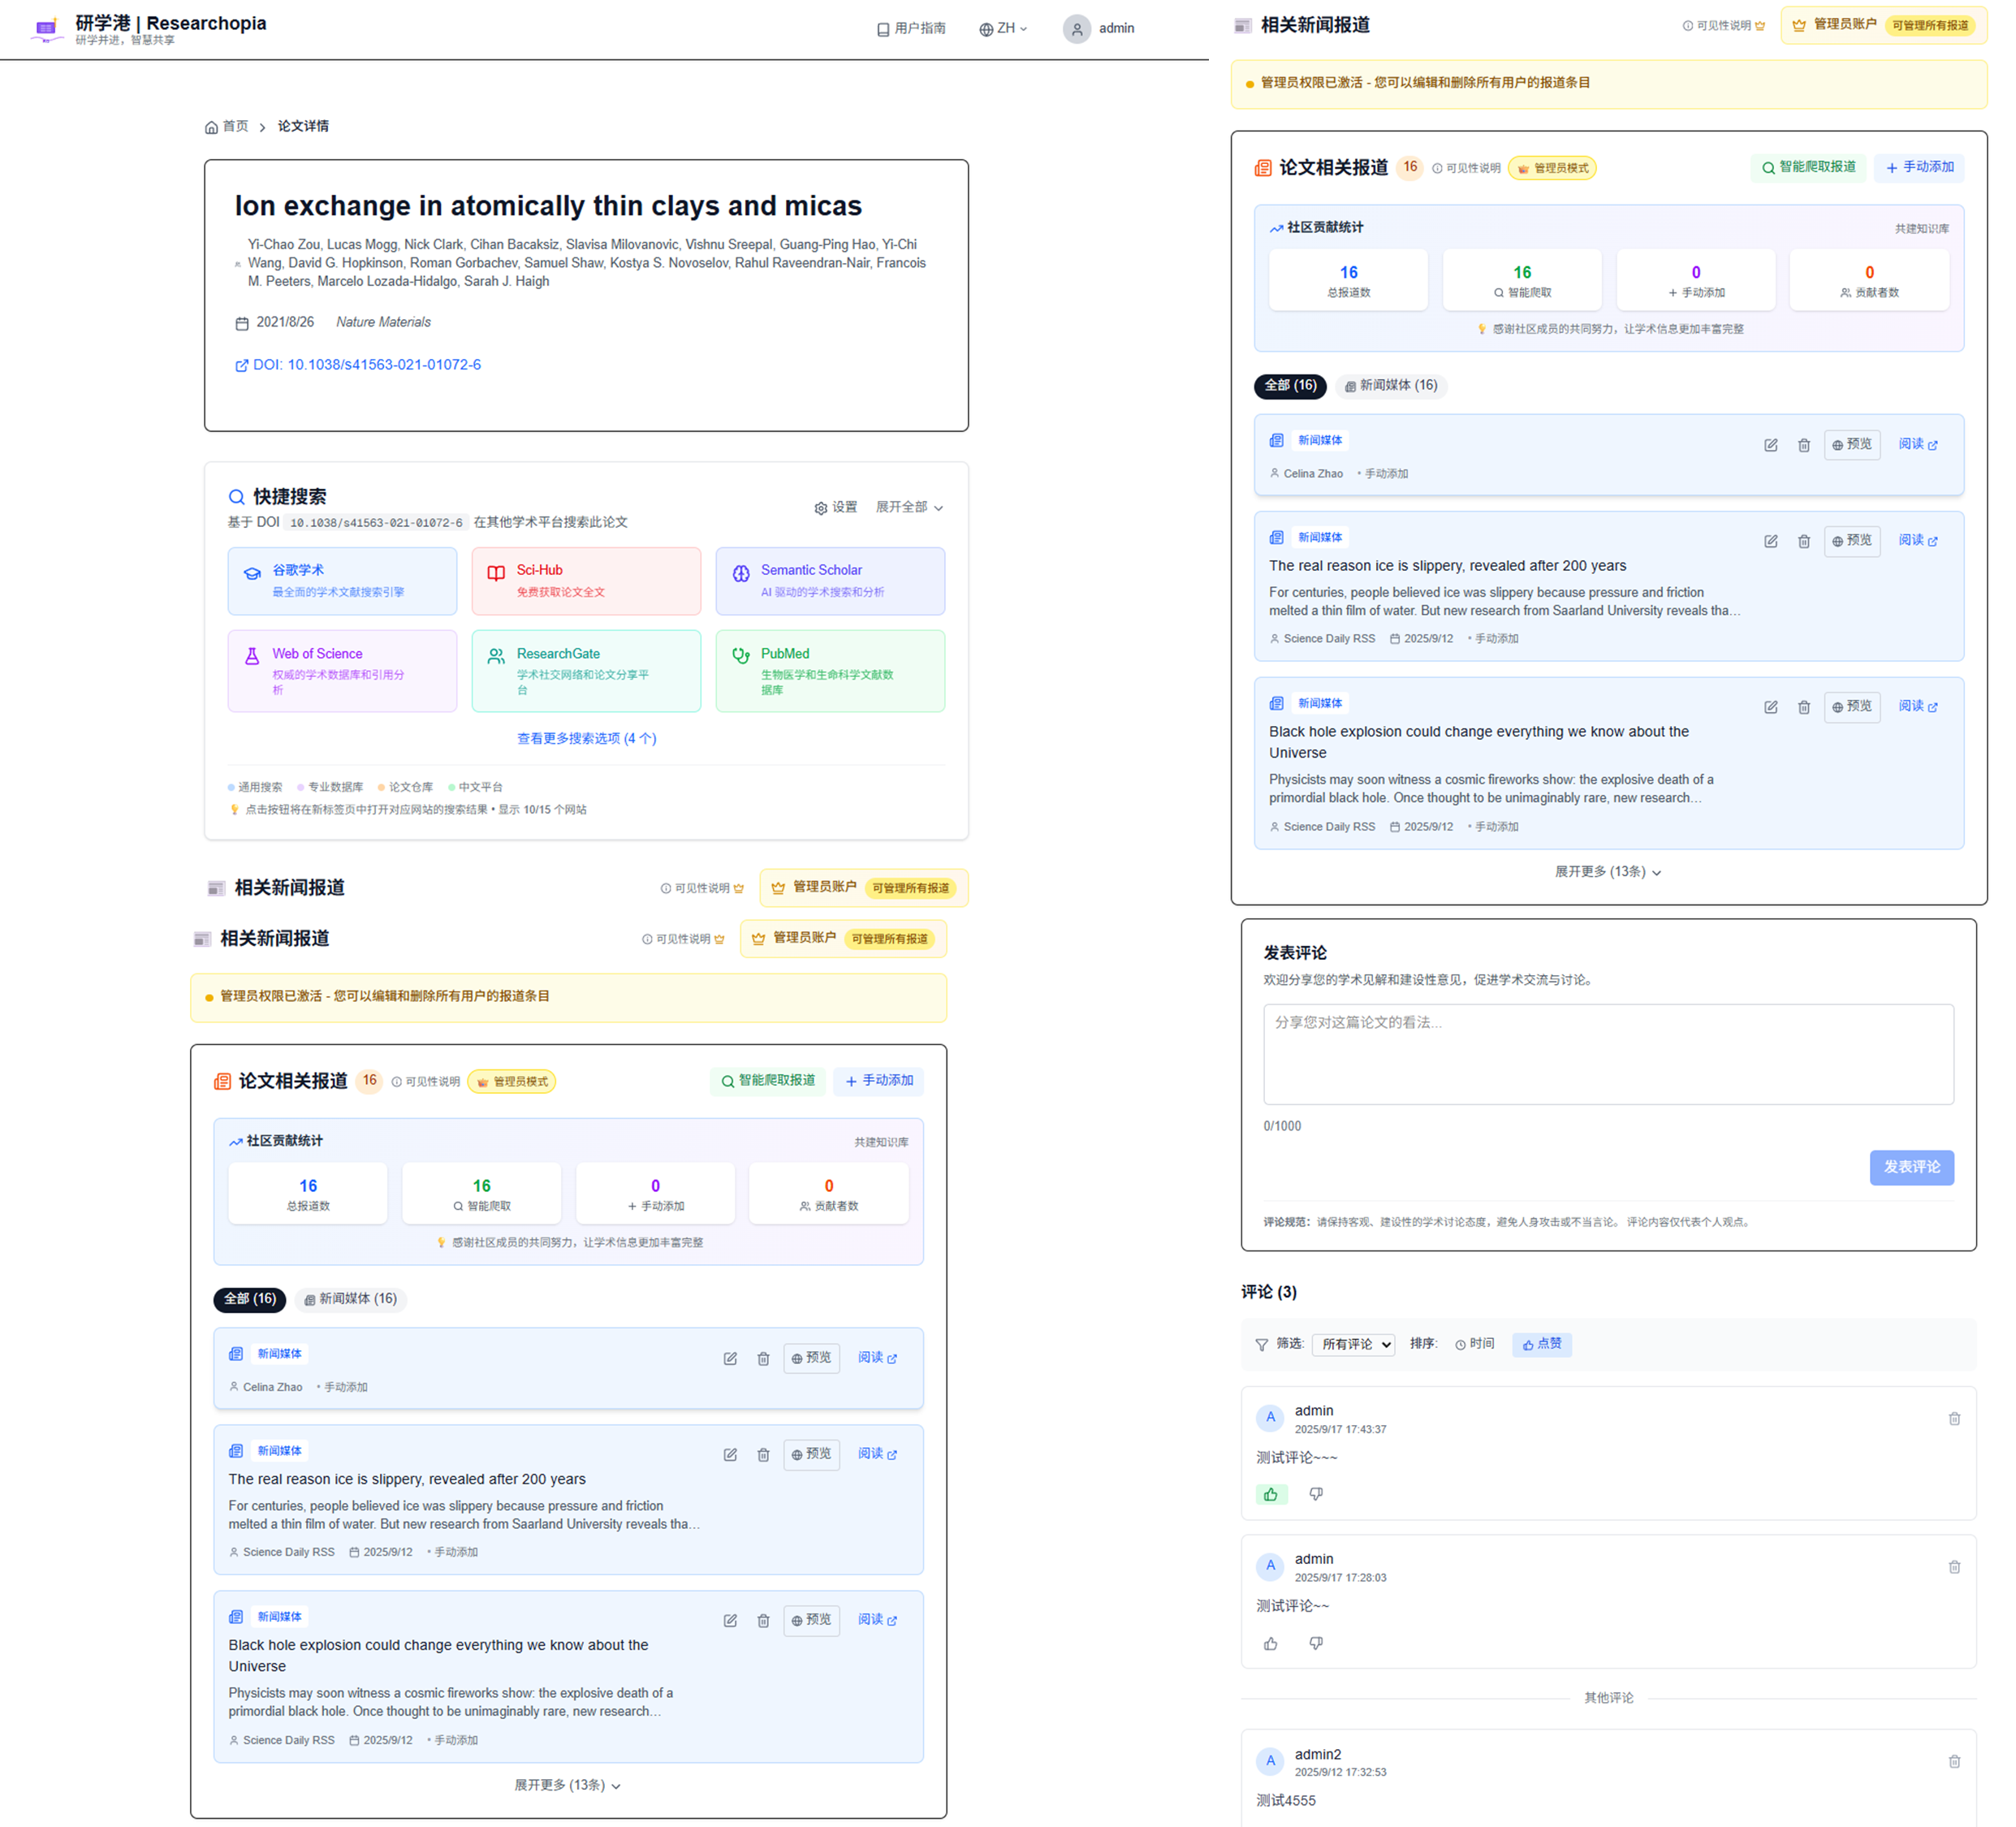 研学港 | Researchopia
研学并进，智慧共享
用户指南
ZH
admin
首页
论文详情
Ion exchange in atomically thin clays and micas
Yi-Chao Zou, Lucas Mogg, Nick Clark, Cihan Bacaksiz, Slavisa Milovanovic, Vishnu Sreepal, Guang-Ping Hao, Yi-Chi
Wang, David G. Hopkinson, Roman Gorbachev, Samuel Shaw, Kostya S. Novoselov, Rahul Raveendran-Nair, Francois
M. Peeters, Marcelo Lozada-Hidalgo, Sarah J. Haigh
2021/8/26 Nature Materials
DOI: 10.1038/s41563-021-01072-6
快捷搜索
基于 DOI 10.1038/s41563-021-01072-6 在其他学术平台搜索此论文
设置
展开全部
谷歌学术
最全面的学术文献搜索引擎
Sci-Hub
免费获取论文全文
Semantic Scholar
AI 驱动的学术搜索和分析
Web of Science
权威的学术数据库和引用分
析
ResearchGate
学术社交网络和论文分享平
台
PubMed
生物医学和生命科学文献数
据库
查看更多搜索选项 (4 个)
通用搜索 专业数据库 论文仓库 中文平台
点击按钮将在新标签页中打开对应网站的搜索结果 • 显示 10/15 个网站
相关新闻报道
可见性说明
管理员账户 可管理所有报道
相关新闻报道
可见性说明
管理员账户 可管理所有报道
管理员权限已激活 - 您可以编辑和删除所有用户的报道条目
论文相关报道 16 可见性说明 管理员模式
智能爬取报道
+ 手动添加
社区贡献统计
共建知识库
16
总报道数
16
智能爬取
0
+ 手动添加
0
贡献者数
感谢社区成员的共同努力，让学术信息更加丰富完整
全部 (16) 新闻媒体 (16)
新闻媒体
预览 阅读
Celina Zhao • 手动添加
新闻媒体
预览 阅读
The real reason ice is slippery, revealed after 200 years
For centuries, people believed ice was slippery because pressure and friction
melted a thin film of water. But new research from Saarland University reveals tha…
Science Daily RSS 2025/9/12 • 手动添加
新闻媒体
预览 阅读
Black hole explosion could change everything we know about the
Universe
Physicists may soon witness a cosmic fireworks show: the explosive death of a
primordial black hole. Once thought to be unimaginably rare, new research…
Science Daily RSS 2025/9/12 • 手动添加
展开更多 (13条)
相关新闻报道
可见性说明
管理员账户 可管理所有报道
管理员权限已激活 - 您可以编辑和删除所有用户的报道条目
论文相关报道 16 可见性说明 管理员模式
智能爬取报道
+ 手动添加
社区贡献统计
共建知识库
16
总报道数
16
智能爬取
0
+ 手动添加
0
贡献者数
感谢社区成员的共同努力，让学术信息更加丰富完整
全部 (16) 新闻媒体 (16)
新闻媒体
预览 阅读
Celina Zhao • 手动添加
新闻媒体
预览 阅读
The real reason ice is slippery, revealed after 200 years
For centuries, people believed ice was slippery because pressure and friction
melted a thin film of water. But new research from Saarland University reveals tha…
Science Daily RSS 2025/9/12 • 手动添加
新闻媒体
预览 阅读
Black hole explosion could change everything we know about the
Universe
Physicists may soon witness a cosmic fireworks show: the explosive death of a
primordial black hole. Once thought to be unimaginably rare, new research…
Science Daily RSS 2025/9/12 • 手动添加
展开更多 (13条)
发表评论
欢迎分享您的学术见解和建设性意见，促进学术交流与讨论。
分享您对这篇论文的看法...
0/1000
发表评论
评论规范：请保持客观、建设性的学术讨论态度，避免人身攻击或不当言论。 评论内容仅代表个人观点。
评论 (3)
筛选: 所有评论 排序: 时间 点赞
A
admin
2025/9/17 17:43:37
测试评论~~~
A
admin
2025/9/17 17:28:03
测试评论~~
其他评论
A
admin2
2025/9/12 17:32:53
测试4555